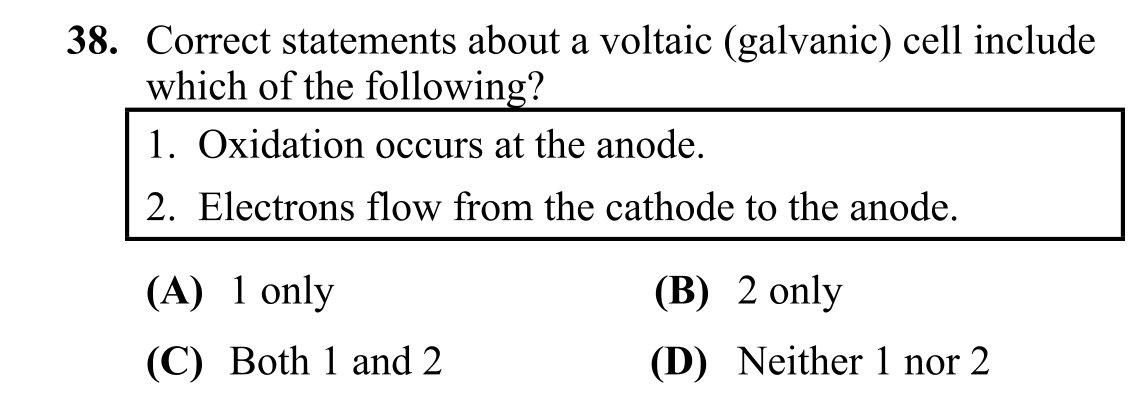 38. Correct statements about a voltaic (galvanic) cell include
which of the following?
1. Oxidation occurs at the anode.
2. Electrons flow from the cathode to the anode.
(A) 1 only (B) 2 only
(C) Both 1 and 2 (D) Neither 1 nor 2